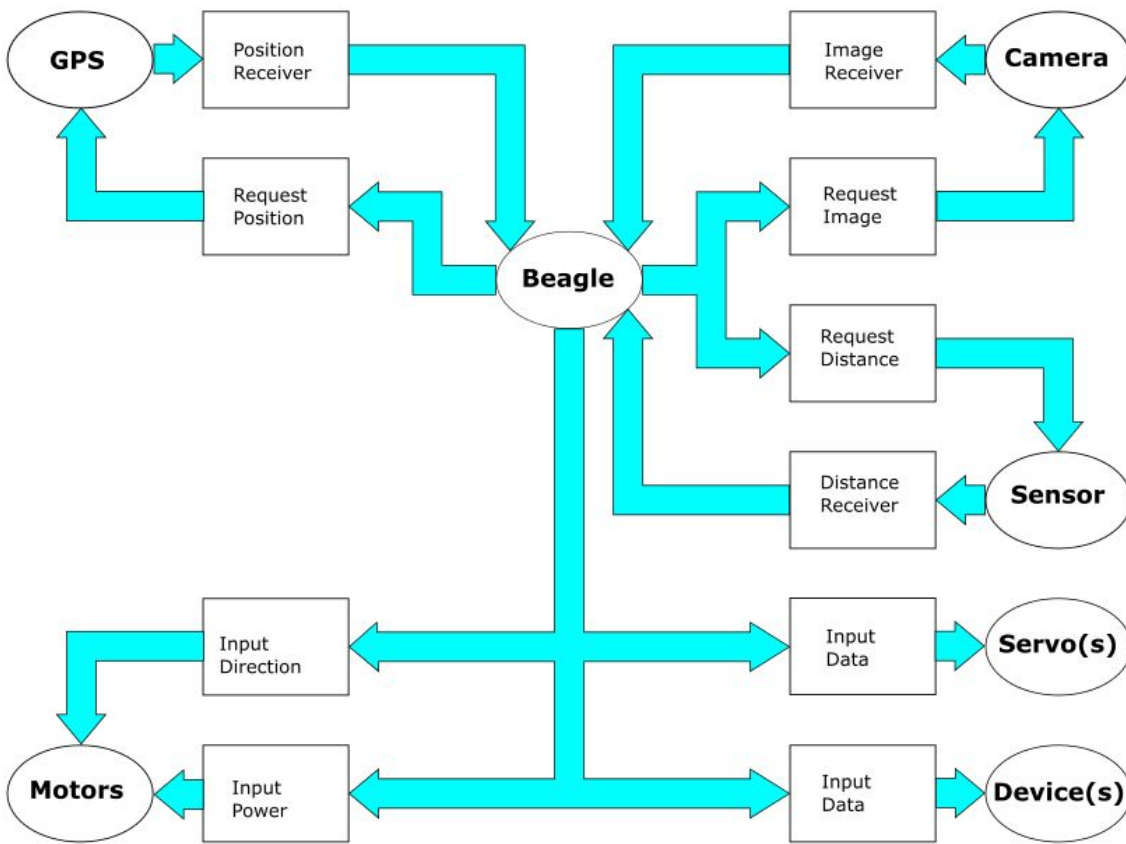 GPS
Position
Receiver
Image
Receiver
Camera
Request
Position
Request
Image
Beagle
Request
Distance
Distance
Receiver
Sensor
Input
Direction
Input
Data
Servo(s)
Motors
Input
Power
Input
Data
Device(s)